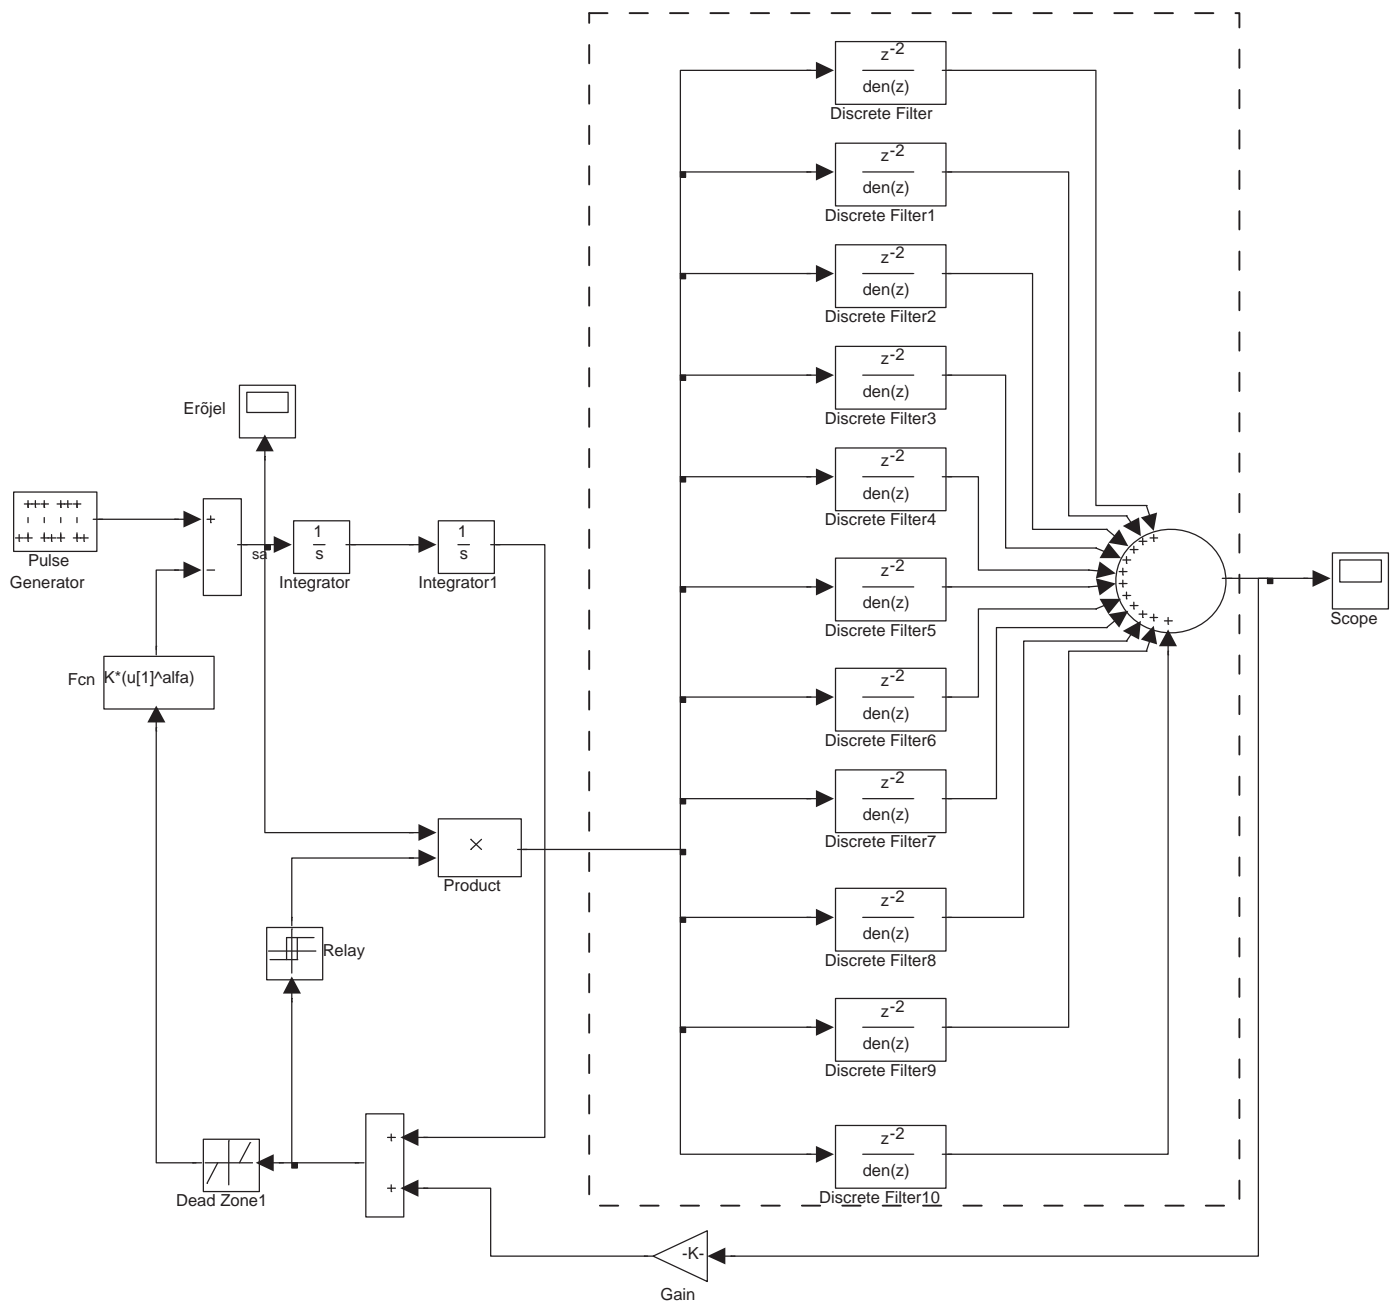 z-2
den(z)
Discrete Filter
z-2
den(z)
Discrete Filter1
z-2
den(z)
Discrete Filter2
z-2
den(z)
Discrete Filter3
Erõjel
z-2
den(z)
Discrete Filter4
+
Pulse
Generator
−
sa
1
s
Integrator
1
s
Integrator1
z-2
den(z)
Discrete Filter5
+
+
+
+
+
+
+
+
+
+
+
Scope
Fcn
K*(u[1]^alfa)
z-2
den(z)
Discrete Filter6
z-2
den(z)
Discrete Filter7
×
Product
z-2
den(z)
Discrete Filter8
Relay
z-2
den(z)
Discrete Filter9
+
+
Dead Zone1
z-2
den(z)
Discrete Filter10
-K-
Gain